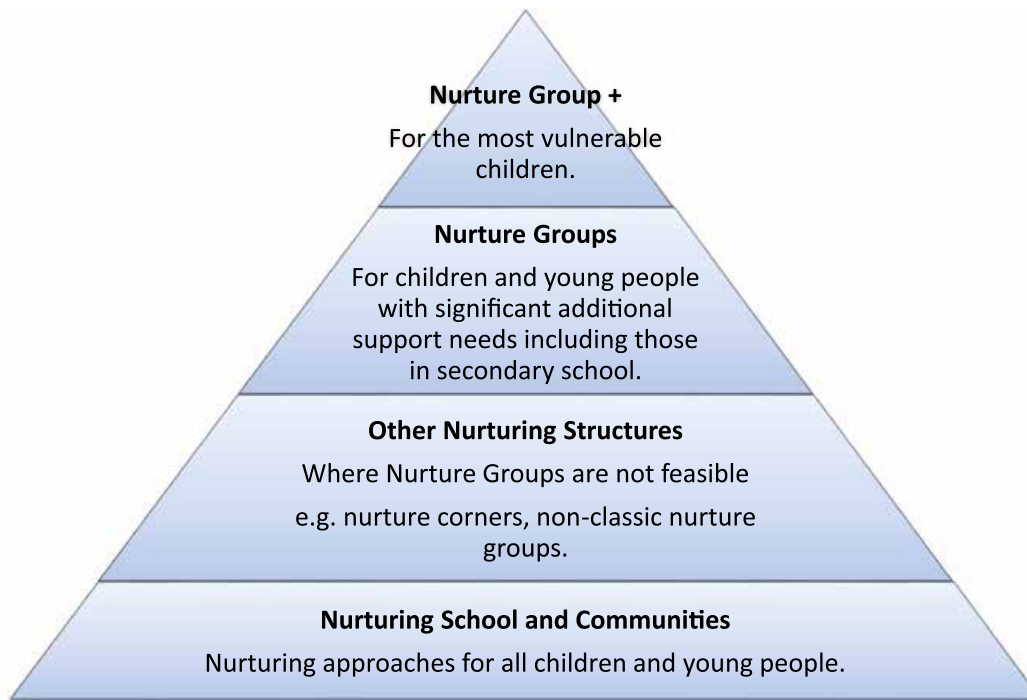 Nurture Group +
For the most vulnerable
children.
Nurture Groups
For children and young people
with significant additional
support needs including those
in secondary school.
Other Nurturing Structures
Where Nurture Groups are not feasible
e.g. nurture corners, non-classic nurture
groups.
Nurturing School and Communities
Nurturing approaches for all children and young people.